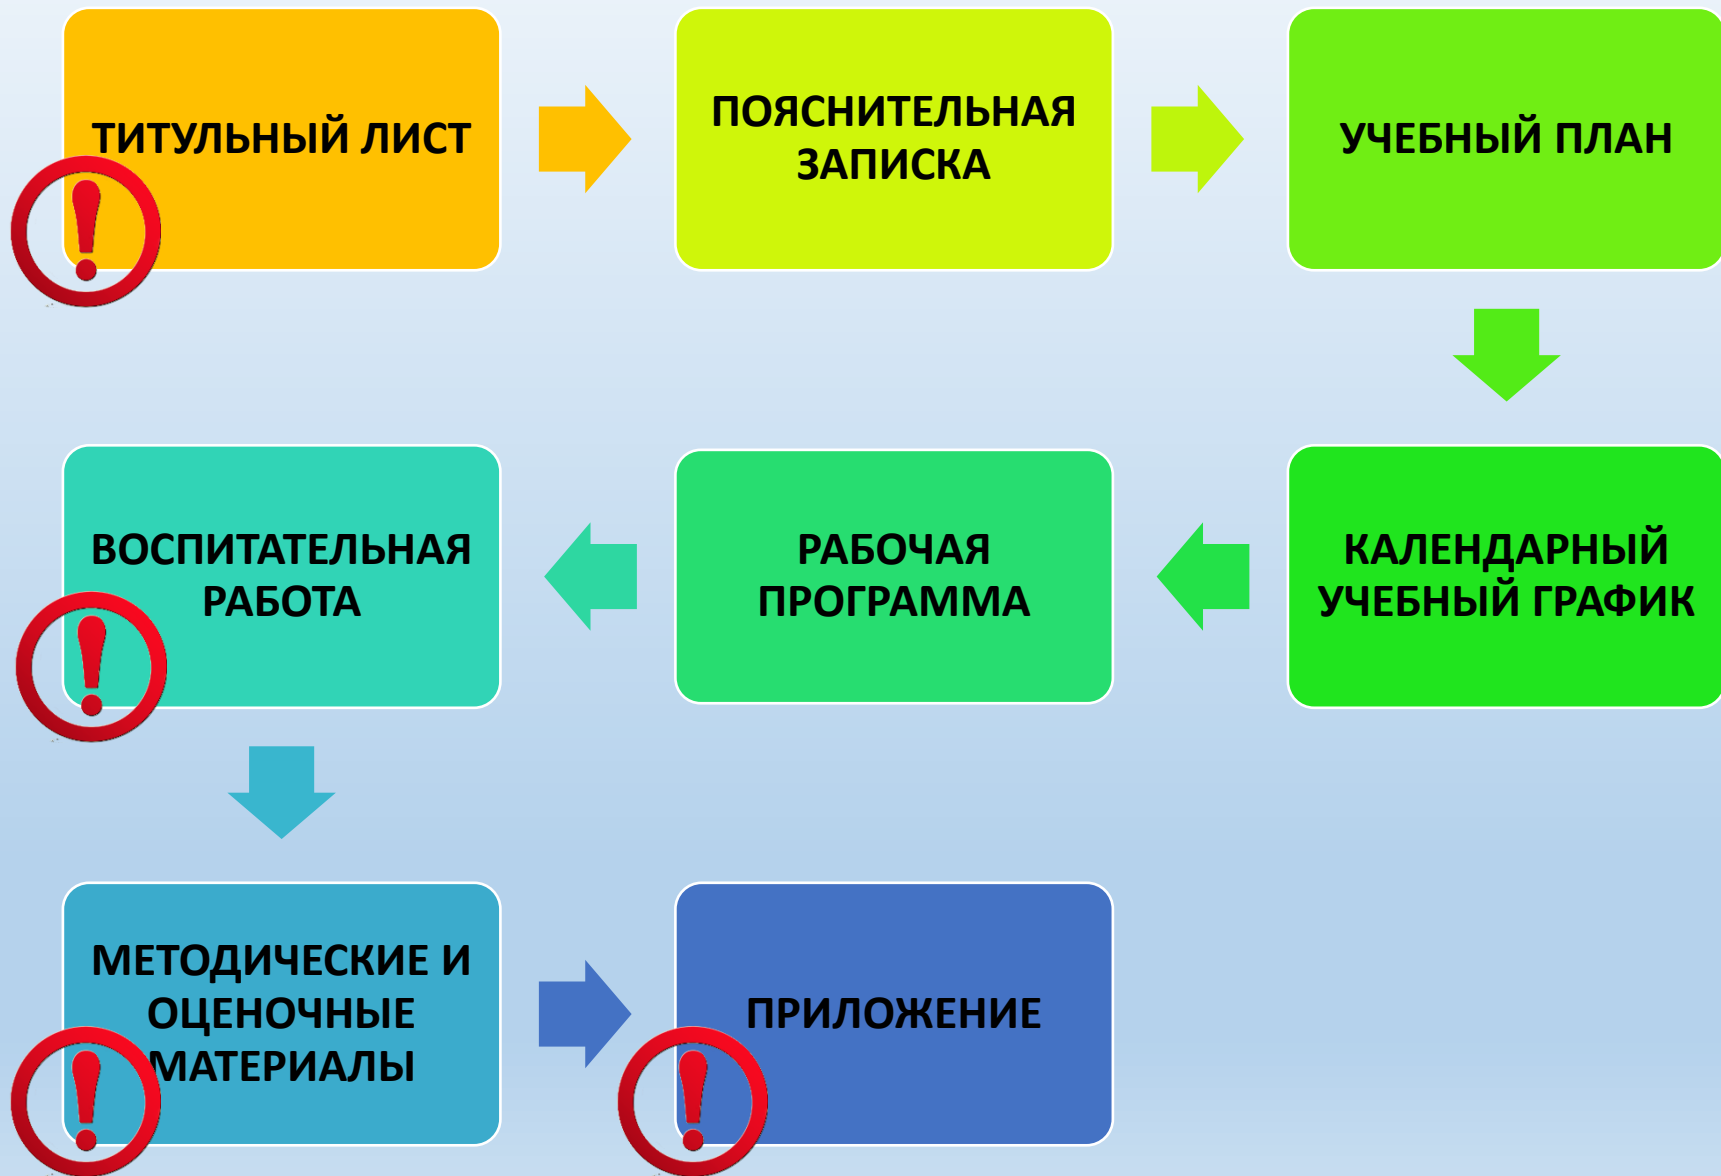 ТИТУЛЬНЫЙ ЛИСТ
ПОЯСНИТЕЛЬНАЯ
ЗАПИСКА
УЧЕБНЫЙ ПЛАН
КАЛЕНДАРНЫЙ
УЧЕБНЫЙ ГРАФИК
РАБОЧАЯ
ПРОГРАММА
ВОСПИТАТЕЛЬНАЯ
РАБОТА
МЕТОДИЧЕСКИЕ И
ОЦЕНОЧНЫЕ
МАТЕРИАЛЫ
ПРИЛОЖЕНИЕ